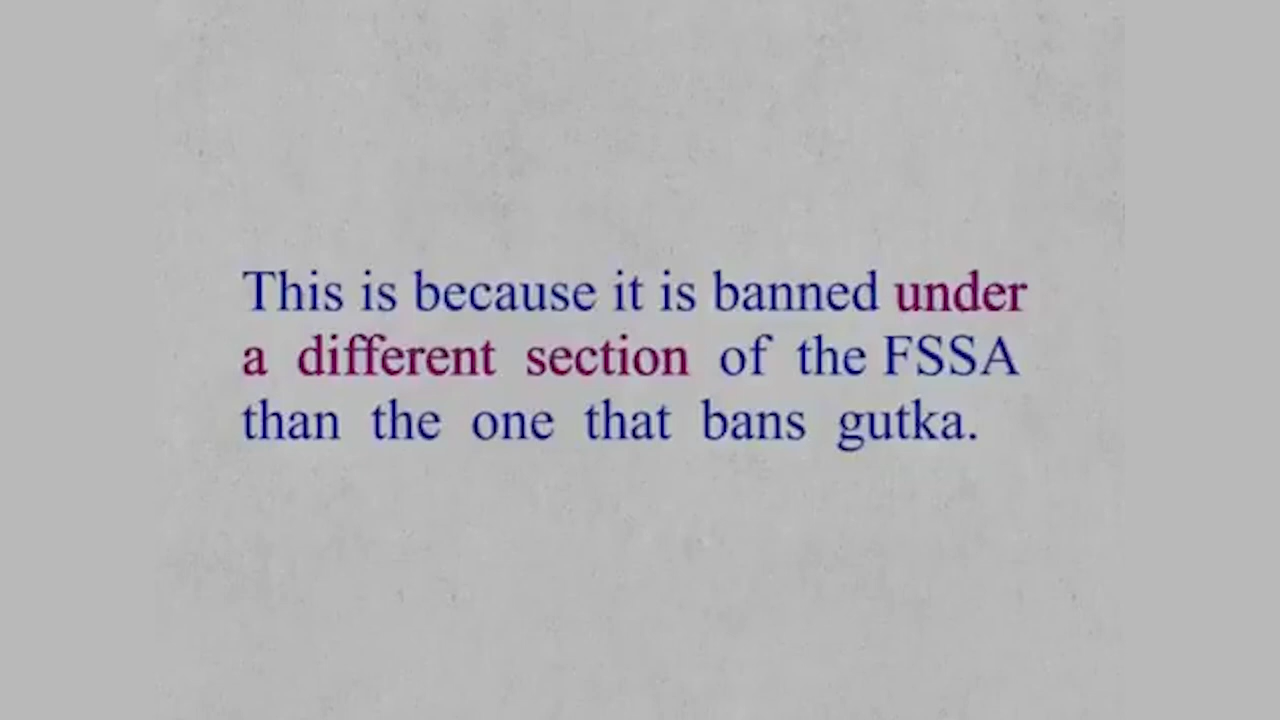 This is because it is banned under
a different section of the FSSA
than the one that bans gutka.